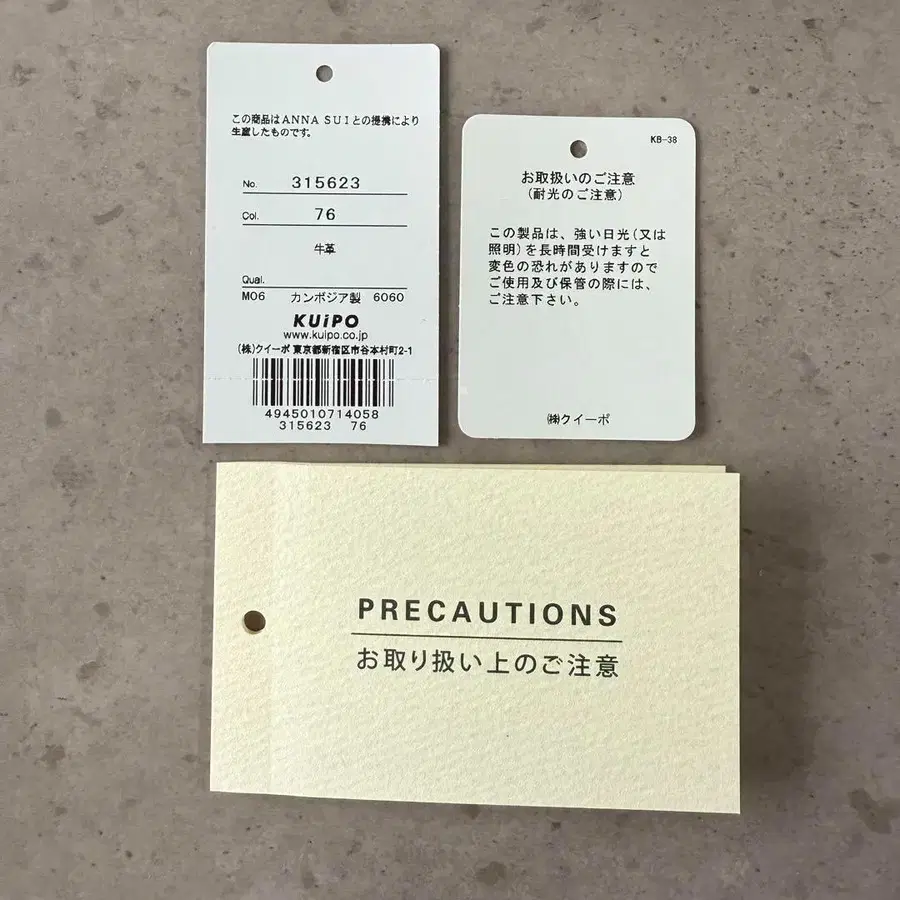 この商品はANNA SUIとの提携により
生産したものです。
No. 315623
Col. 76
牛革
Qual.
M06 カンボジア製 6060
KUiPO
www.kuipo.co.jp
(株)クイーポ 東京都新宿区市谷本村町2-1
4945010714058
315623 76
KB-38
お取扱いのご注意
(耐光のご注意)
この製品は、強い日光(又は
照明)を長時間受けますと
変色の恐れがありますので
ご使用及び保管の際には、
ご注意下さい。
㈱クイーポ
PRECAUTIONS
お取り扱い上のご注意